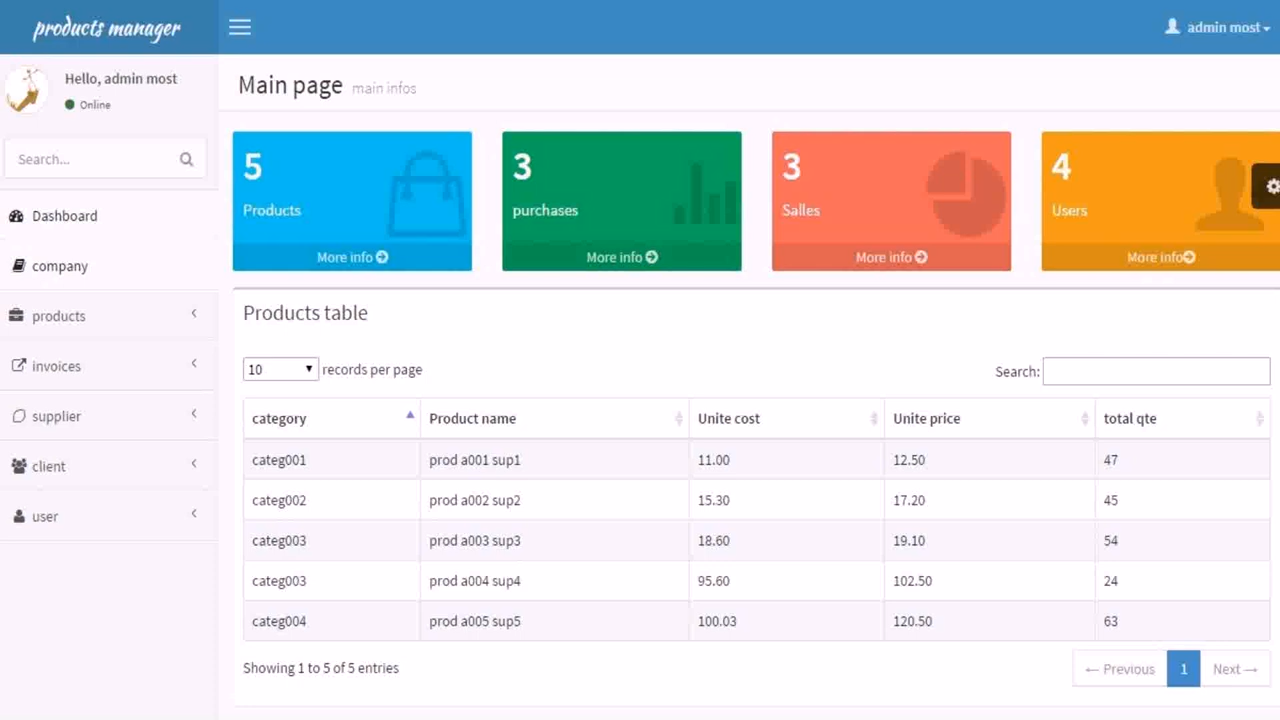 products manager
admin most
Hello, admin most
Online
Search...
Dashboard
company
products
invoices
supplier
client
user
Main page main infos
5
Products
More info
3
purchases
More info
3
Salles
More info
4
Users
More info
Products table
10 records per page
Search:
category Product name Unite cost Unite price total qte
categ001 prod a001 sup1 11.00 12.50 47
categ002 prod a002 sup2 15.30 17.20 45
categ003 prod a003 sup3 18.60 19.10 54
categ003 prod a004 sup4 95.60 102.50 24
categ004 prod a005 sup5 100.03 120.50 63
Showing 1 to 5 of 5 entries
← Previous 1 Next →